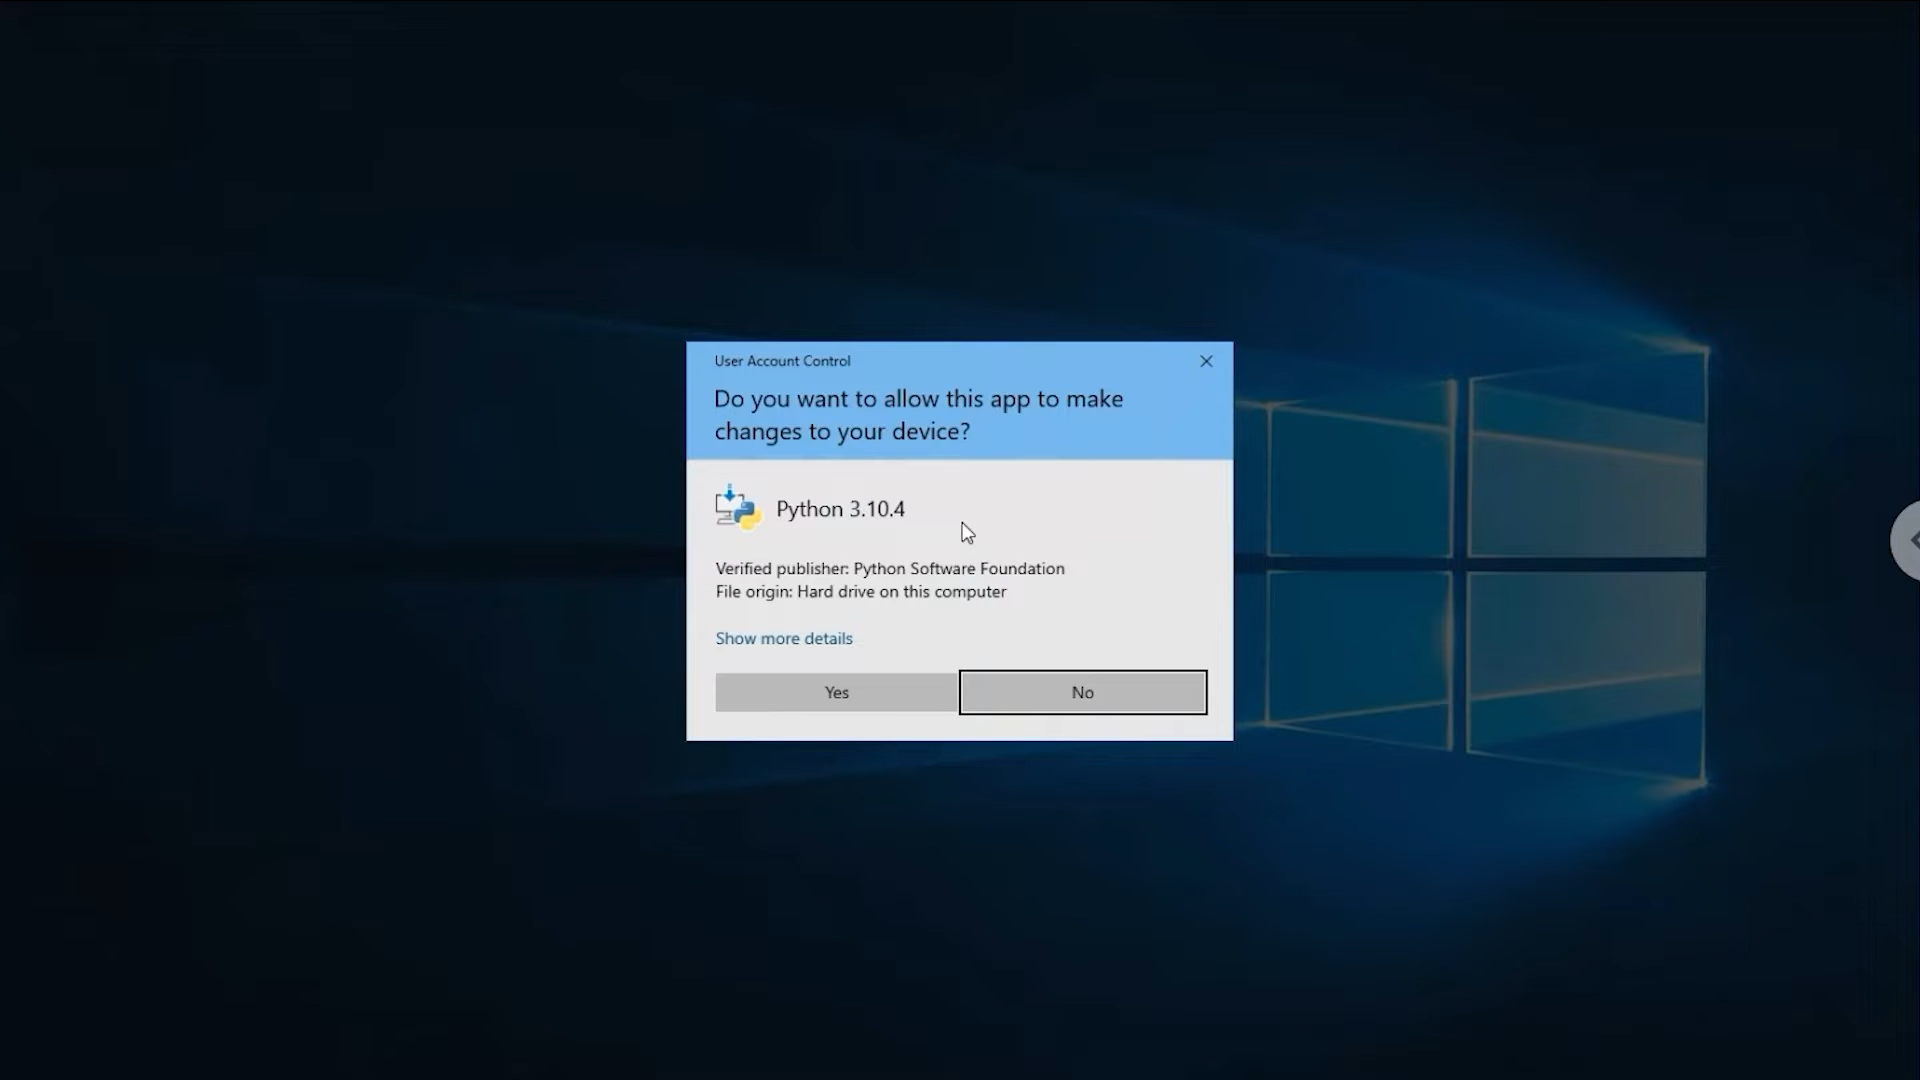 User Account Control
Do you want to allow this app to make
changes to your device?
Python 3.10.4
Verified publisher: Python Software Foundation
File origin: Hard drive on this computer
Show more details
Yes
No